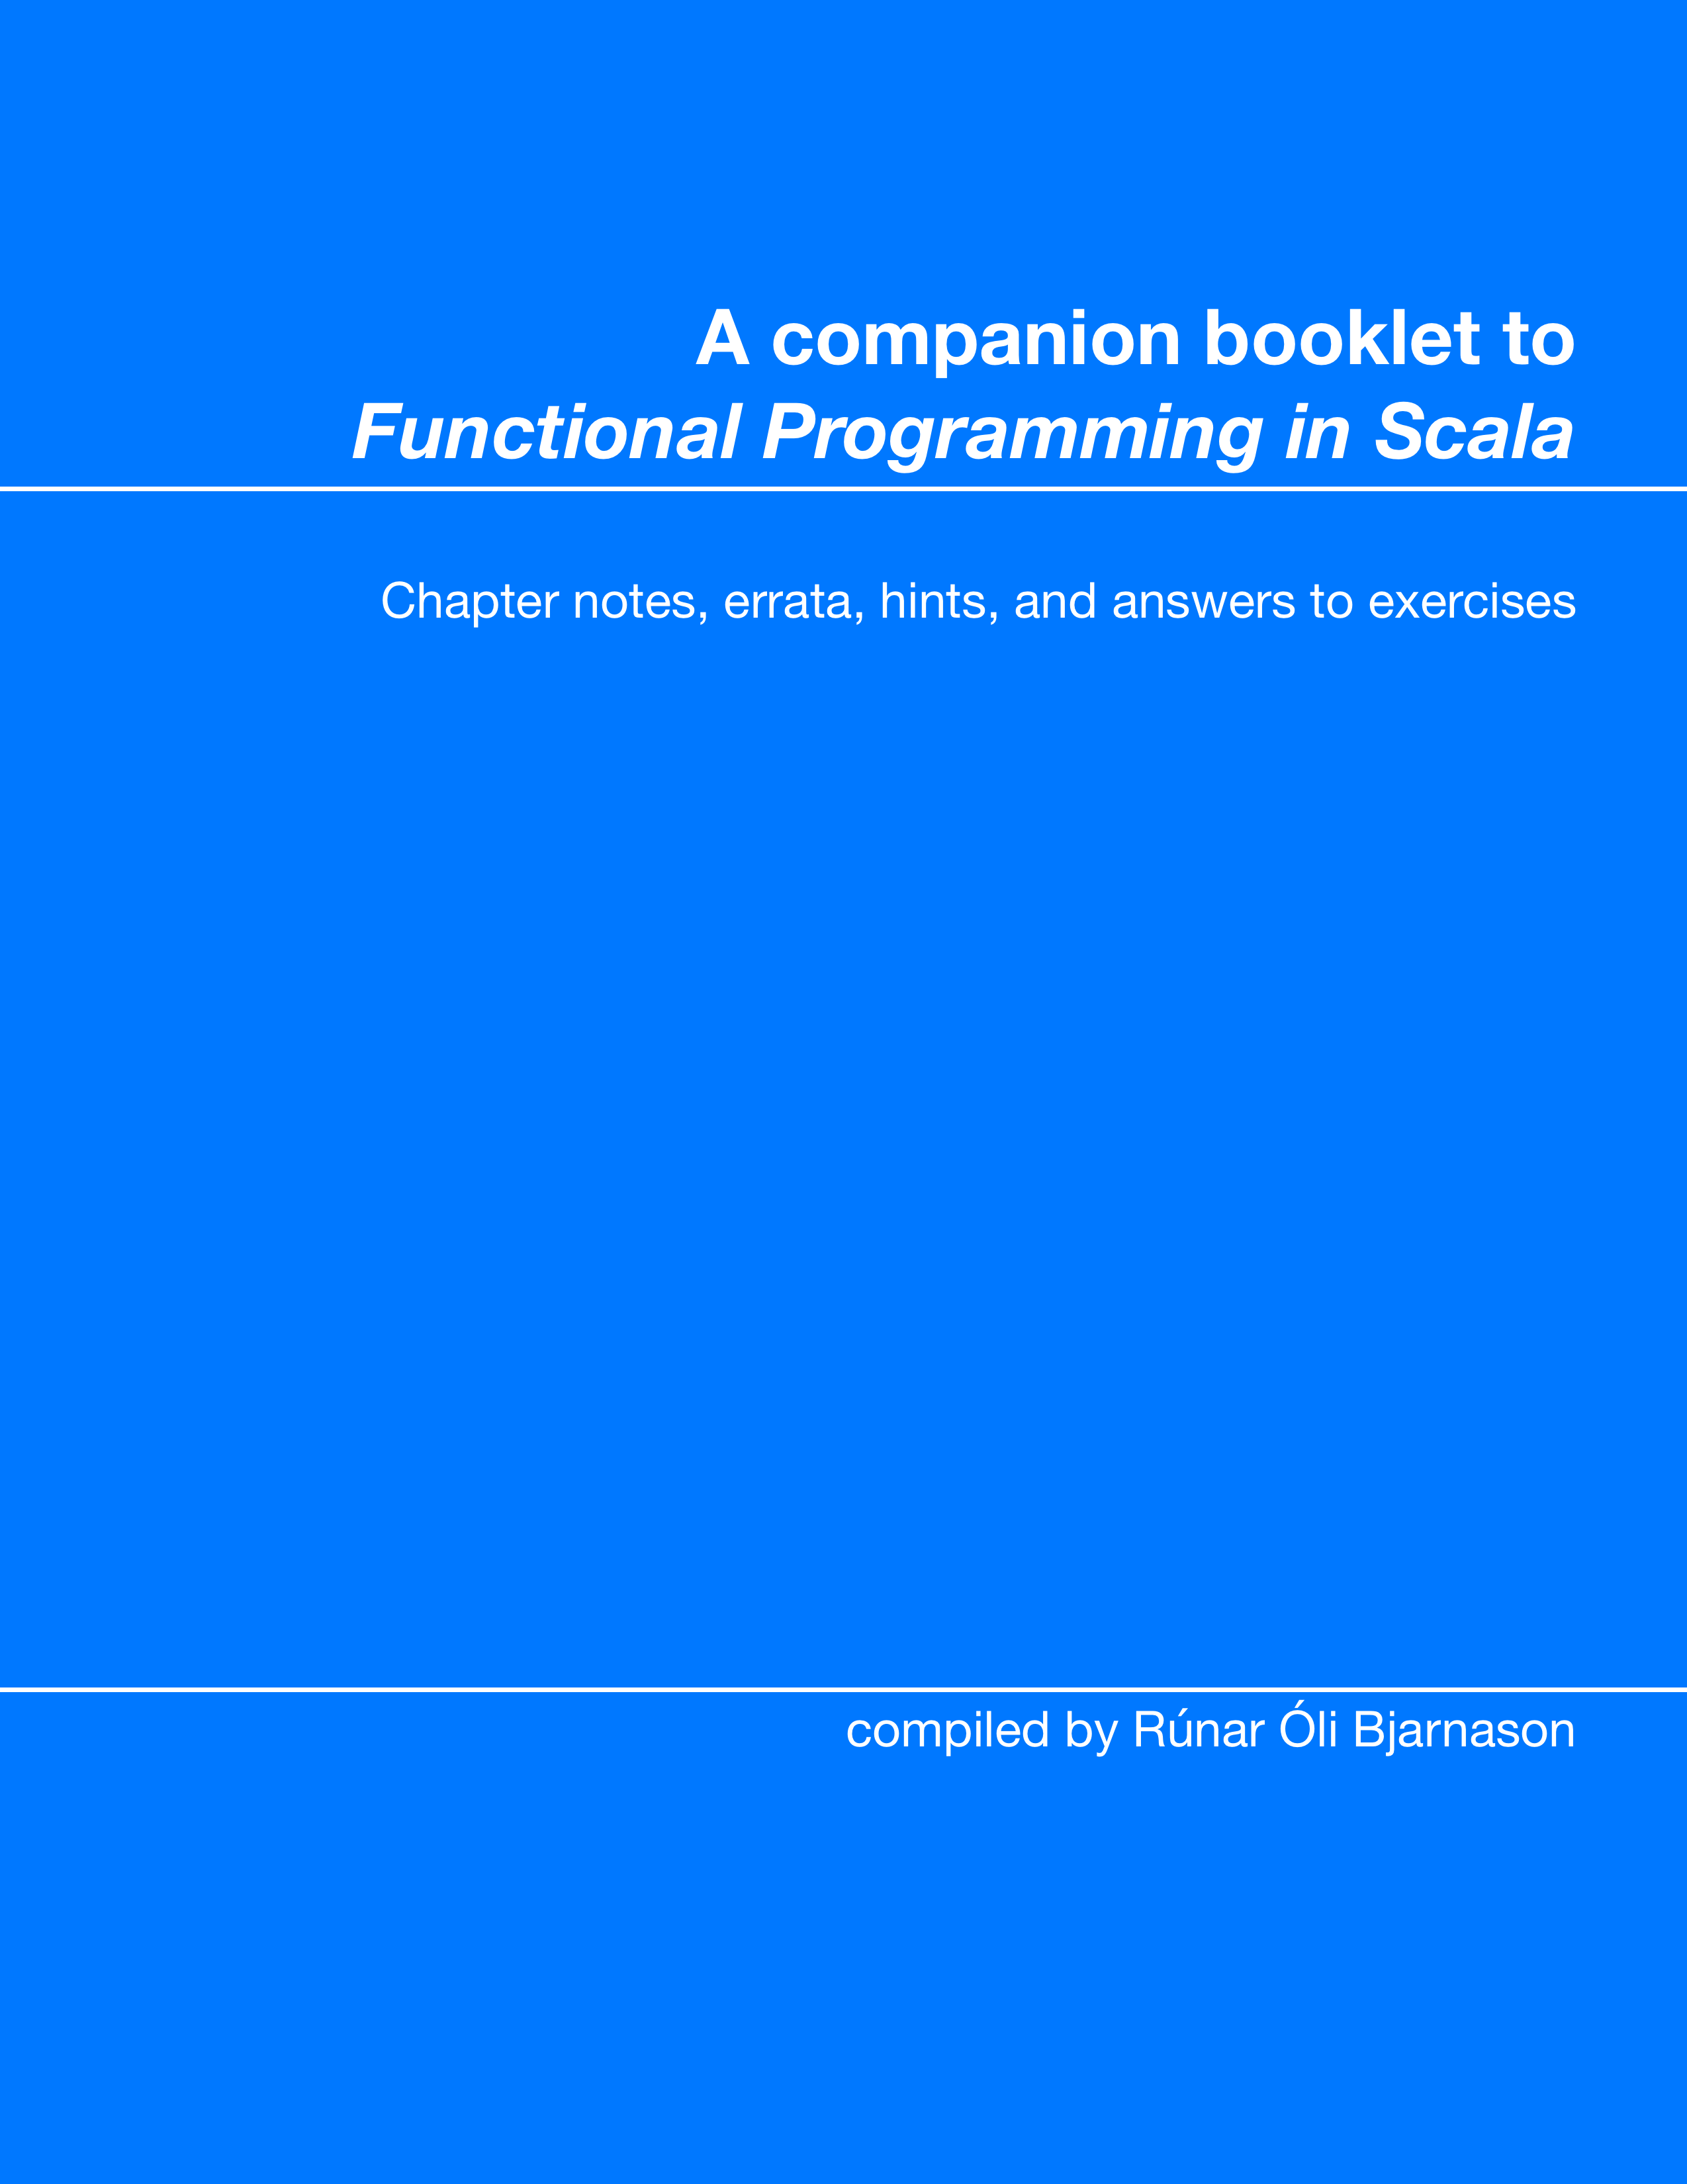 A companion booklet to
Functional Programming in Scala
Chapter notes, errata, hints, and answers to exercises
compiled by Rúnar Óli Bjarnason